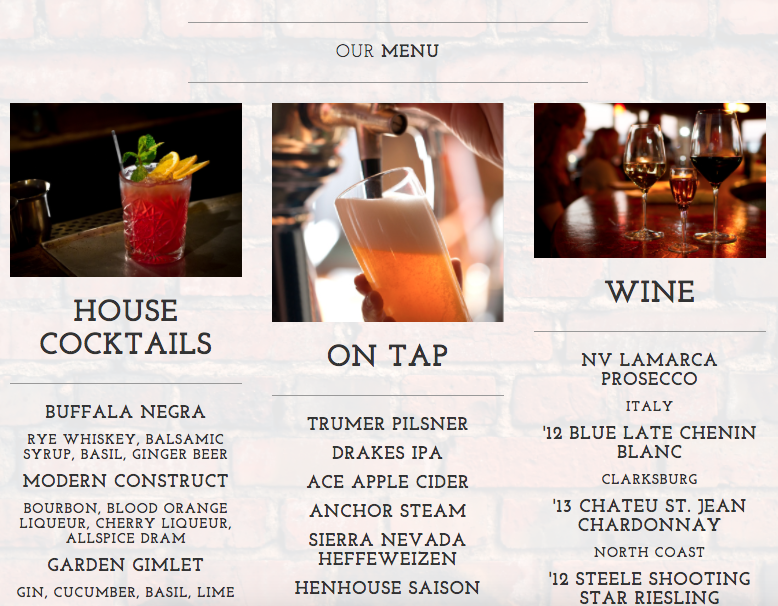 OUR MENU
HOUSE
COCKTAILS
BUFFALA NEGRA
RYE WHISKEY, BALSAMIC
SYRUP, BASIL, GINGER BEER
MODERN CONSTRUCT
BOURBON, BLOOD ORANGE
LIQUEUR, CHERRY LIQUEUR,
ALLSPICE DRAM
GARDEN GIMLET
GIN, CUCUMBER, BASIL, LIME
ON TAP
TRUMER PILSNER
DRAKES IPA
ACE APPLE CIDER
ANCHOR STEAM
SIERRA NEVADA
HEFFEWEIZEN
HENHOUSE SAISON
WINE
NV LAMARCA
PROSECCO
ITALY
'12 BLUE LATE CHENIN
BLANC
CLARKSBURG
'13 CHATEU ST. JEAN
CHARDONNAY
NORTH COAST
'12 STEELE SHOOTING
STAR RIESLING